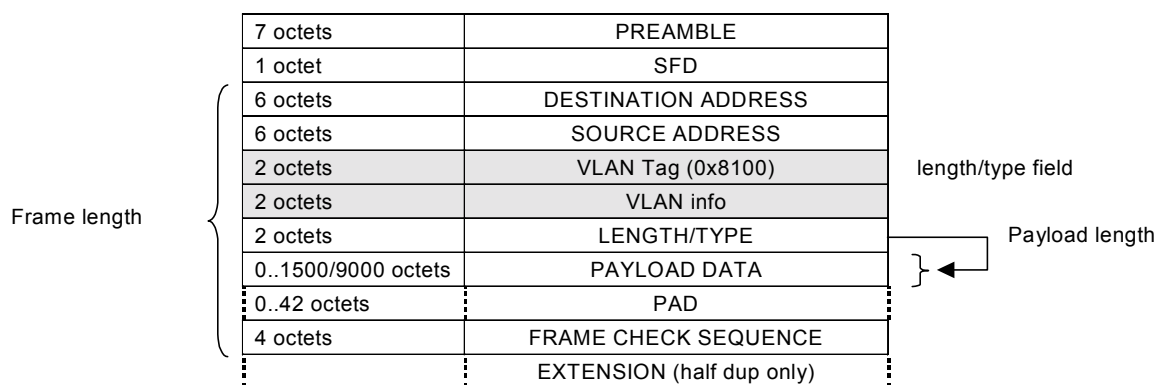 7 octets PREAMBLE
1 octet SFD
6 octets DESTINATION ADDRESS
6 octets SOURCE ADDRESS
2 octets VLAN Tag (0x8100) length/type field
2 octets VLAN info
Frame length
2 octets LENGTH/TYPE Payload length
0..1500/9000 octets PAYLOAD DATA
0..42 octets PAD
4 octets FRAME CHECK SEQUENCE
EXTENSION (half dup only)